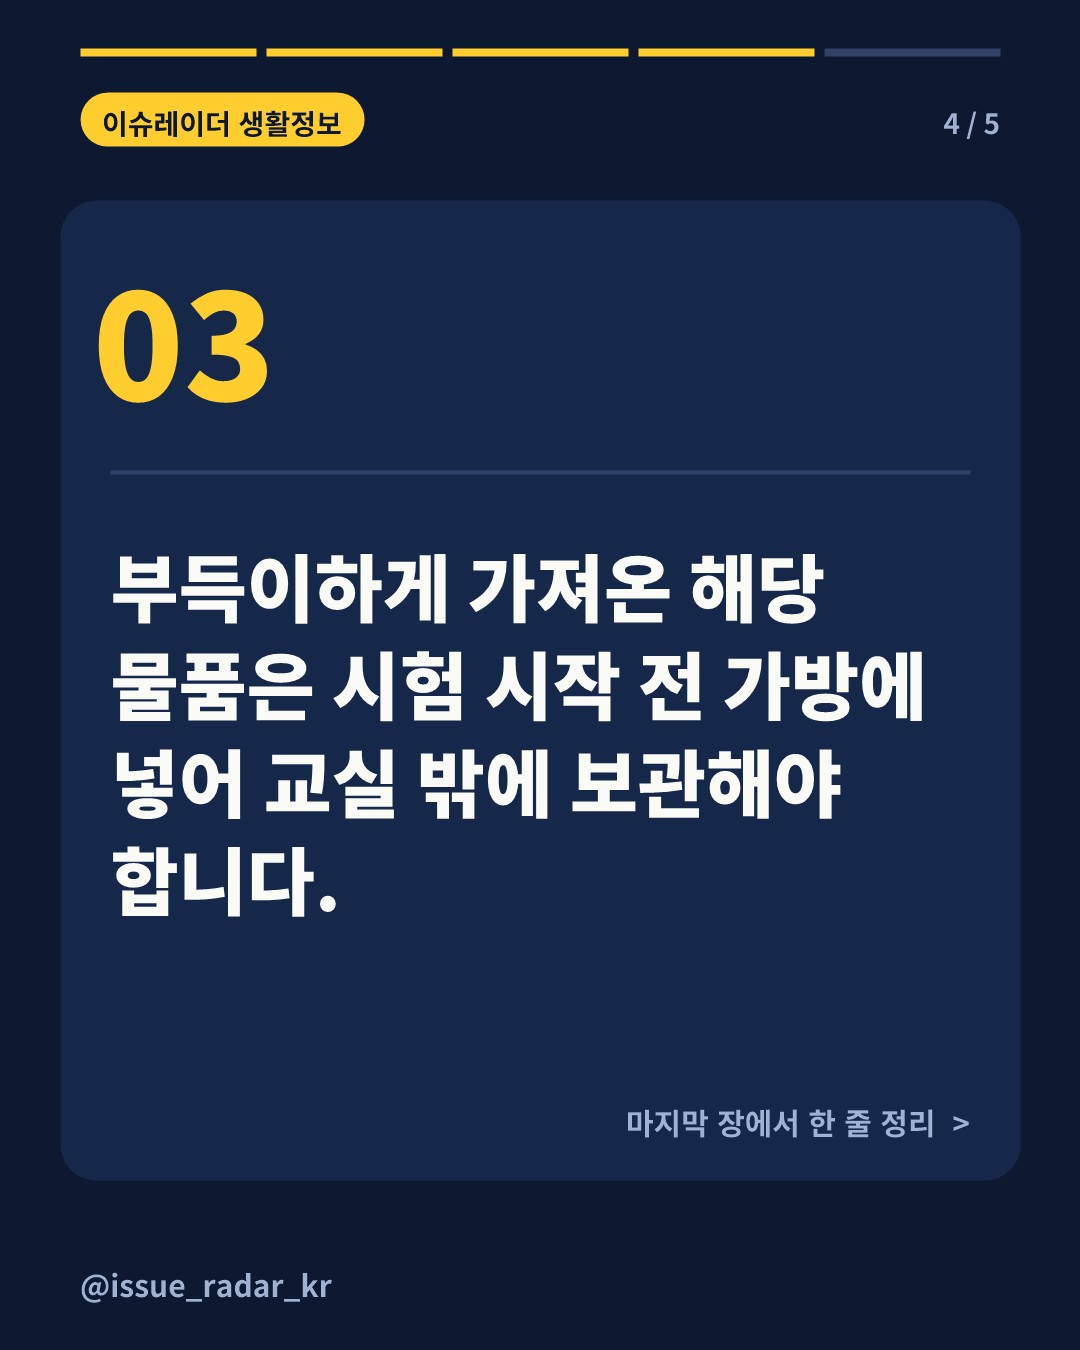 이슈레이더 생활정보
4 / 5
03
부득이하게 가져온 해당
물품은 시험 시작 전 가방에
넣어 교실 밖에 보관해야
합니다.
마지막 장에서 한 줄 정리 >
@issue_radar_kr